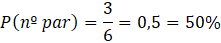 P(nº par) = 3/6 = 0,5 = 50%